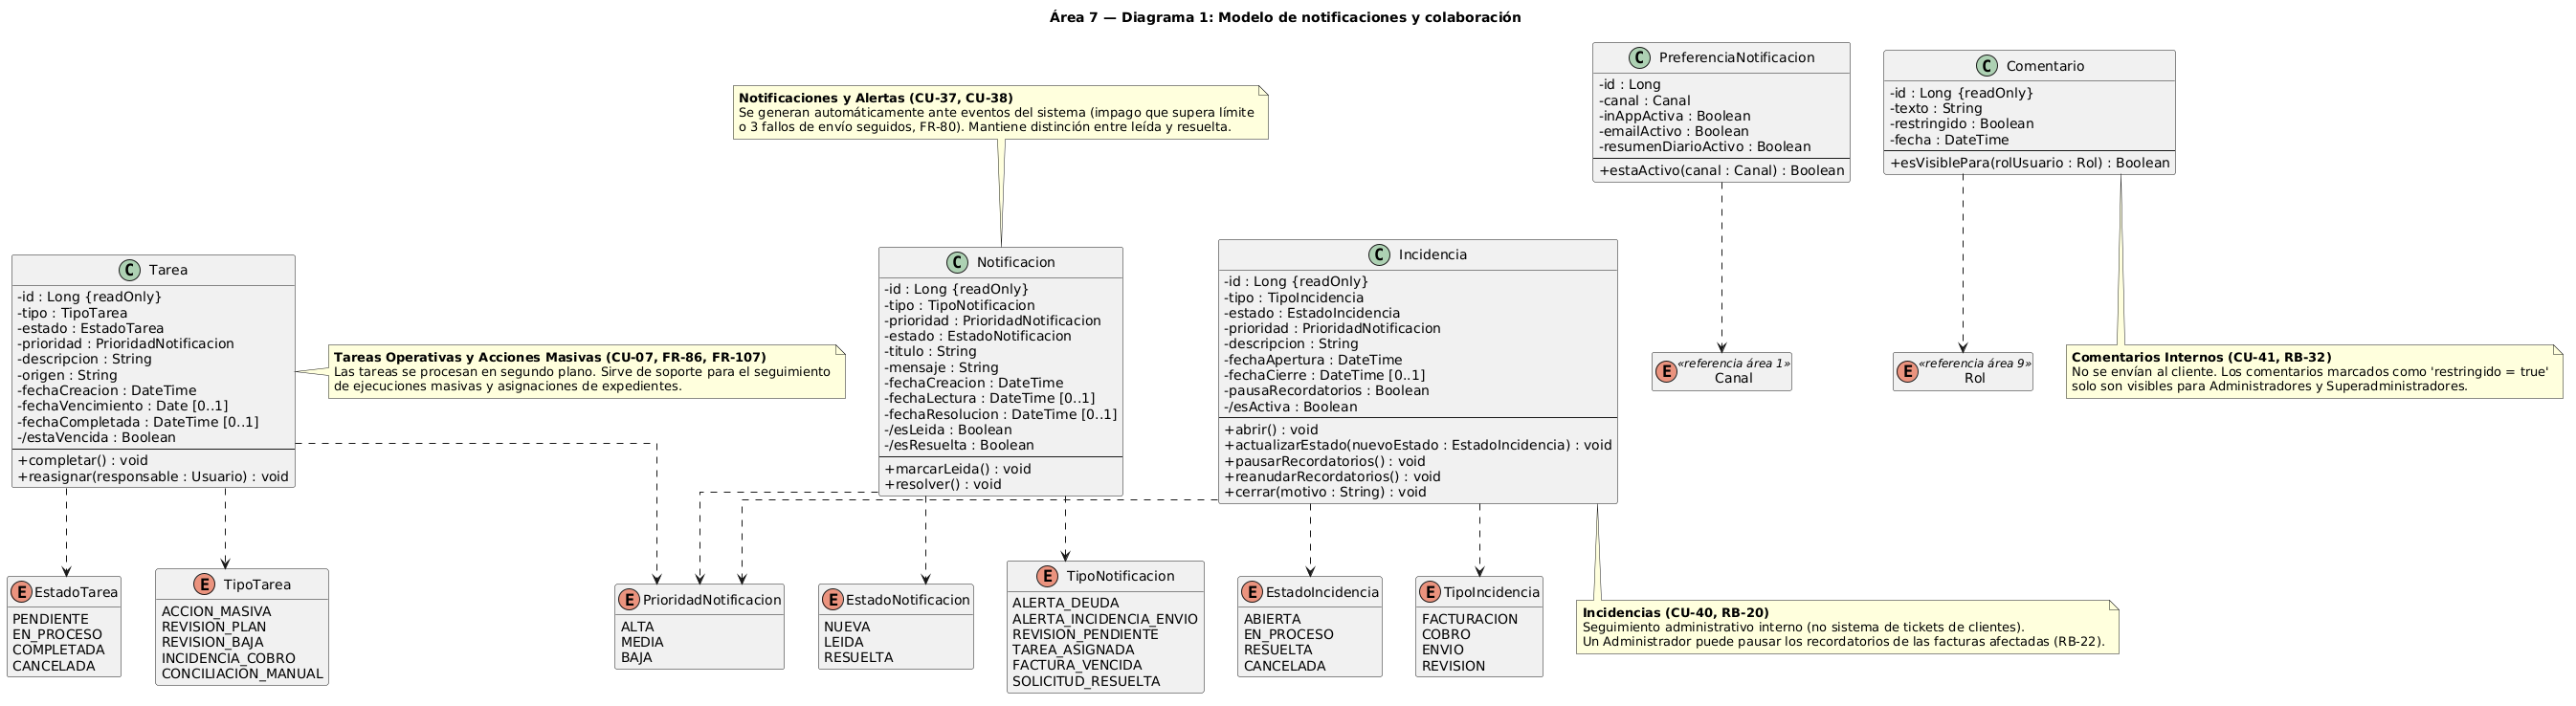 Área 7 — Diagrama 1: Modelo de notificaciones y colaboración
C PreferenciaNotificacion
-id : Long
-canal : Canal
-inAppActiva : Boolean
-emailActivo : Boolean
-resumenDiarioActivo : Boolean
+estaActivo(canal : Canal) : Boolean
C Comentario
-id : Long {readOnly}
-texto : String
-restringido : Boolean
-fecha : DateTime
+esVisiblePara(rolUsuario : Rol) : Boolean
Notificaciones y Alertas (CU-37, CU-38)
Se generan automáticamente ante eventos del sistema (impago que supera límite
o 3 fallos de envío seguidos, FR-80). Mantiene distinción entre leída y resuelta.
C Tarea
-id : Long {readOnly}
-tipo : TipoTarea
-estado : EstadoTarea
-prioridad : PrioridadNotificacion
-descripcion : String
-origen : String
-fechaCreacion : DateTime
-fechaVencimiento : Date [0..1]
-fechaCompletada : DateTime [0..1]
-/estaVencida : Boolean
+completar() : void
+reasignar(responsable : Usuario) : void
Tareas Operativas y Acciones Masivas (CU-07, FR-86, FR-107)
Las tareas se procesan en segundo plano. Sirve de soporte para el seguimiento
de ejecuciones masivas y asignaciones de expedientes.
C Notificacion
-id : Long {readOnly}
-tipo : TipoNotificacion
-prioridad : PrioridadNotificacion
-estado : EstadoNotificacion
-titulo : String
-mensaje : String
-fechaCreacion : DateTime
-fechaLectura : DateTime [0..1]
-fechaResolucion : DateTime [0..1]
-/esLeida : Boolean
-/esResuelta : Boolean
+marcarLeida() : void
+resolver() : void
C Incidencia
-id : Long {readOnly}
-tipo : TipoIncidencia
-estado : EstadoIncidencia
-prioridad : PrioridadNotificacion
-descripcion : String
-fechaApertura : DateTime
-fechaCierre : DateTime [0..1]
-pausaRecordatorios : Boolean
-/esActiva : Boolean
+abrir() : void
+actualizarEstado(nuevoEstado : EstadoIncidencia) : void
+pausarRecordatorios() : void
+reanudarRecordatorios() : void
+cerrar(motivo : String) : void
E «referencia área 1»
Canal
E «referencia área 9»
Rol
Comentarios Internos (CU-41, RB-32)
No se envían al cliente. Los comentarios marcados como 'restringido = true'
solo son visibles para Administradores y Superadministradores.
E EstadoTarea
PENDIENTE
EN_PROCESO
COMPLETADA
CANCELADA
E TipoTarea
ACCION_MASIVA
REVISION_PLAN
REVISION_BAJA
INCIDENCIA_COBRO
CONCILIACION_MANUAL
E PrioridadNotificacion
ALTA
MEDIA
BAJA
E EstadoNotificacion
NUEVA
LEIDA
RESUELTA
E TipoNotificacion
ALERTA_DEUDA
ALERTA_INCIDENCIA_ENVIO
REVISION_PENDIENTE
TAREA_ASIGNADA
FACTURA_VENCIDA
SOLICITUD_RESUELTA
E EstadoIncidencia
ABIERTA
EN_PROCESO
RESUELTA
CANCELADA
E TipoIncidencia
FACTURACION
COBRO
ENVIO
REVISION
Incidencias (CU-40, RB-20)
Seguimiento administrativo interno (no sistema de tickets de clientes).
Un Administrador puede pausar los recordatorios de las facturas afectadas (RB-22).